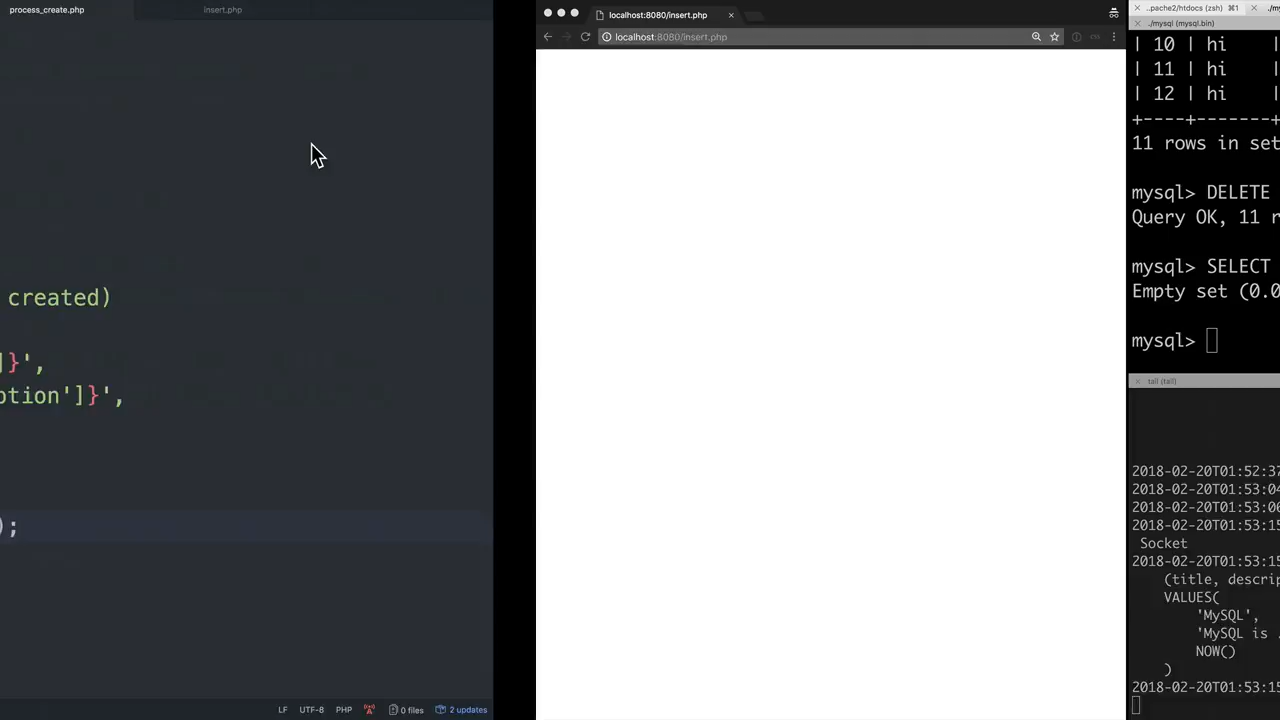 process_create.php
insert.php
created)
]}',
ption']}',
);
LF UTF-8 PHP 0 files 2 updates
localhost:8080/insert.php
localhost:8080/insert.php
..pache2/htdocs (zsh) ⌘1
./mysql (mysql.bin)
| 10 | hi |
| 11 | hi |
| 12 | hi |
+----+-------+
11 rows in set
mysql> DELETE
Query OK, 11 r
mysql> SELECT
Empty set (0.0
mysql>
tail (tail)
2018-02-20T01:52:37
2018-02-20T01:53:04
2018-02-20T01:53:06
2018-02-20T01:53:15
Socket
2018-02-20T01:53:15
(title, descrip
VALUES(
'MySQL',
'MySQL is .
NOW()
)
2018-02-20T01:53:15